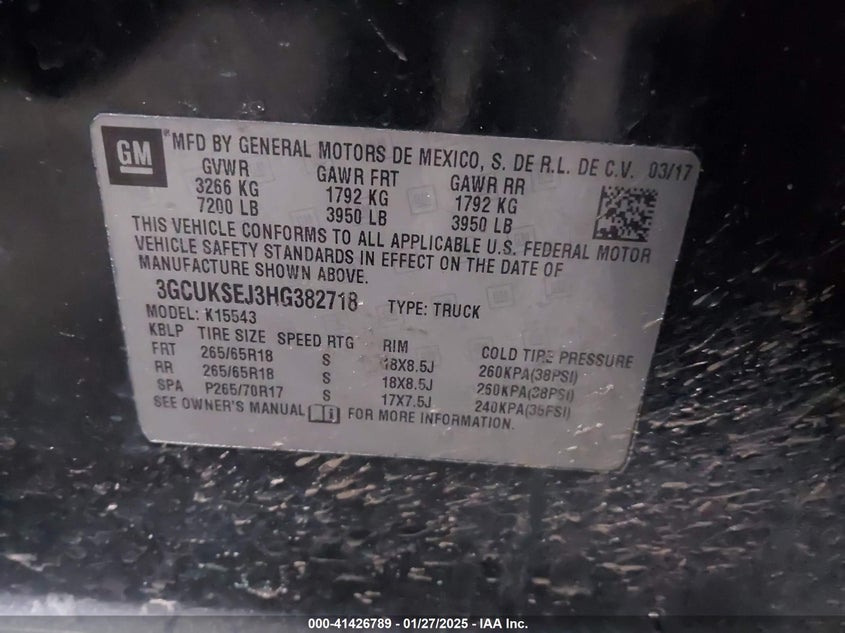 GM
MFD BY GENERAL MOTORS DE MEXICO, S. DE R.L. DE C.V. 03/17
GVWR GAWR FRT GAWR RR
3266 KG 1792 KG 1792 KG
7200 LB 3950 LB 3950 LB
THIS VEHICLE CONFORMS TO ALL APPLICABLE U.S. FEDERAL MOTOR
VEHICLE SAFETY STANDARDS IN EFFECT ON THE DATE OF
MANUFACTURE SHOWN ABOVE.
3GCUKSEJ3HG382718 TYPE: TRUCK
MODEL: K15543
KBLP TIRE SIZE SPEED RTG RIM COLD TIRE PRESSURE
FRT 265/65R18 S 18X8.5J 260KPA(38PSI)
RR 265/65R18 S 18X8.5J 260KPA(38PSI)
SPA P265/70R17 S 17X7.5J 240KPA(35PSI)
SEE OWNER'S MANUAL FOR MORE INFORMATION.
000-41426789 - 01/27/2025 - IAA Inc.